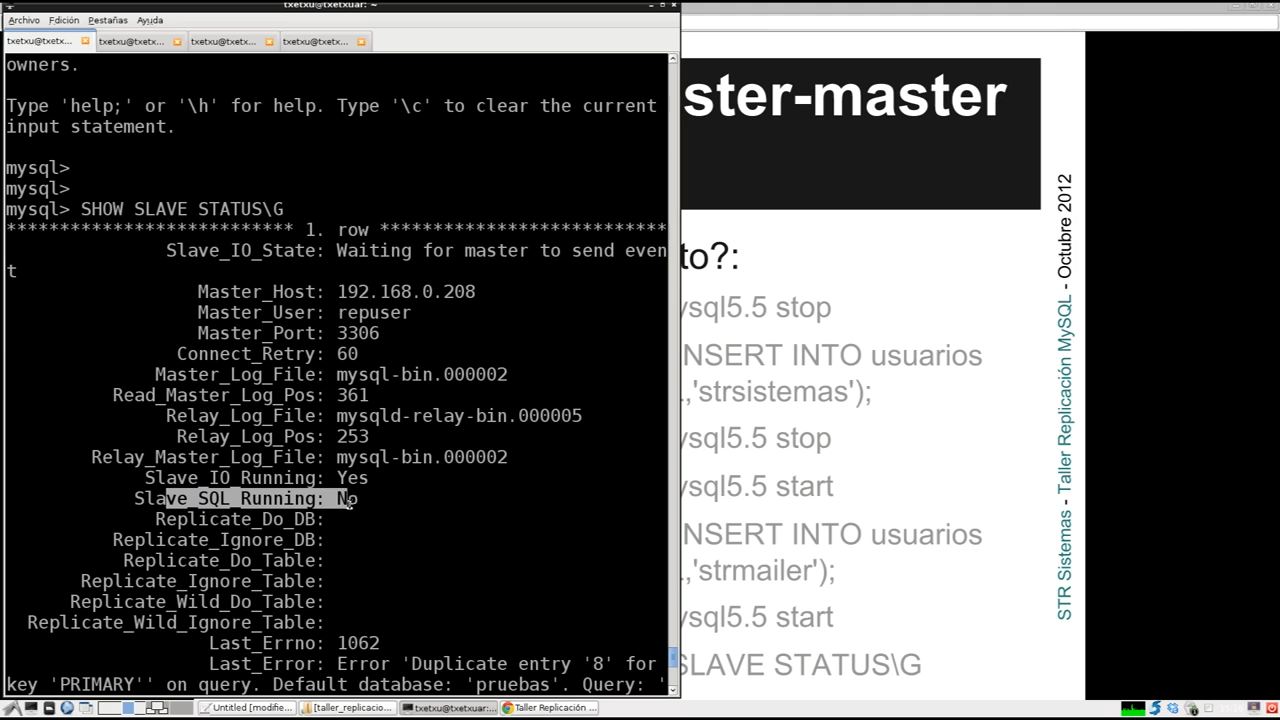 txetxu@txetxuar: ~
Archivo Edición Pestañas Ayuda
txetxu@txetx... txetxu@txetx... txetxu@txetx... txetxu@txetx...
owners.
Type 'help;' or '\h' for help. Type '\c' to clear the current
input statement.
mysql>
mysql>
mysql> SHOW SLAVE STATUS\G
*************************** 1. row ***************************
Slave_IO_State: Waiting for master to send even
t
Master_Host: 192.168.0.208
Master_User: repuser
Master_Port: 3306
Connect_Retry: 60
Master_Log_File: mysql-bin.000002
Read_Master_Log_Pos: 361
Relay_Log_File: mysqld-relay-bin.000005
Relay_Log_Pos: 253
Relay_Master_Log_File: mysql-bin.000002
Slave_IO_Running: Yes
Slave_SQL_Running: No
Replicate_Do_DB:
Replicate_Ignore_DB:
Replicate_Do_Table:
Replicate_Ignore_Table:
Replicate_Wild_Do_Table:
Replicate_Wild_Ignore_Table:
Last_Errno: 1062
Last_Error: Error 'Duplicate entry '8' for
key 'PRIMARY'' on query. Default database: 'pruebas'. Query: '
ster-master
to?:
ysql5.5 stop
NSERT INTO usuarios
,'strsistemas');
ysql5.5 stop
ysql5.5 start
NSERT INTO usuarios
,'strmailer');
ysql5.5 start
SLAVE STATUS\G
STR Sistemas - Taller Replicación MySQL - Octubre 2012
Untitled [modifie... [taller_replicacio... txetxu@txetxuar:... Taller Replicación ...